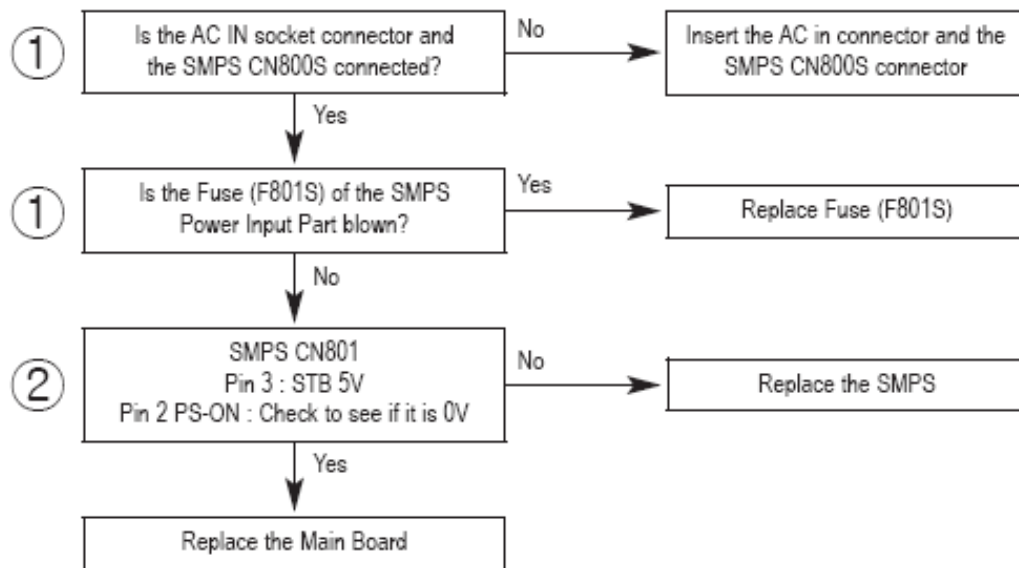 ①
Is the AC IN socket connector and
the SMPS CN800S connected?
No
Insert the AC in connector and the
SMPS CN800S connector
Yes
①
Is the Fuse (F801S) of the SMPS
Power Input Part blown?
Yes
Replace Fuse (F801S)
No
②
SMPS CN801
Pin 3 : STB 5V
Pin 2 PS-ON : Check to see if it is 0V
No
Replace the SMPS
Yes
Replace the Main Board